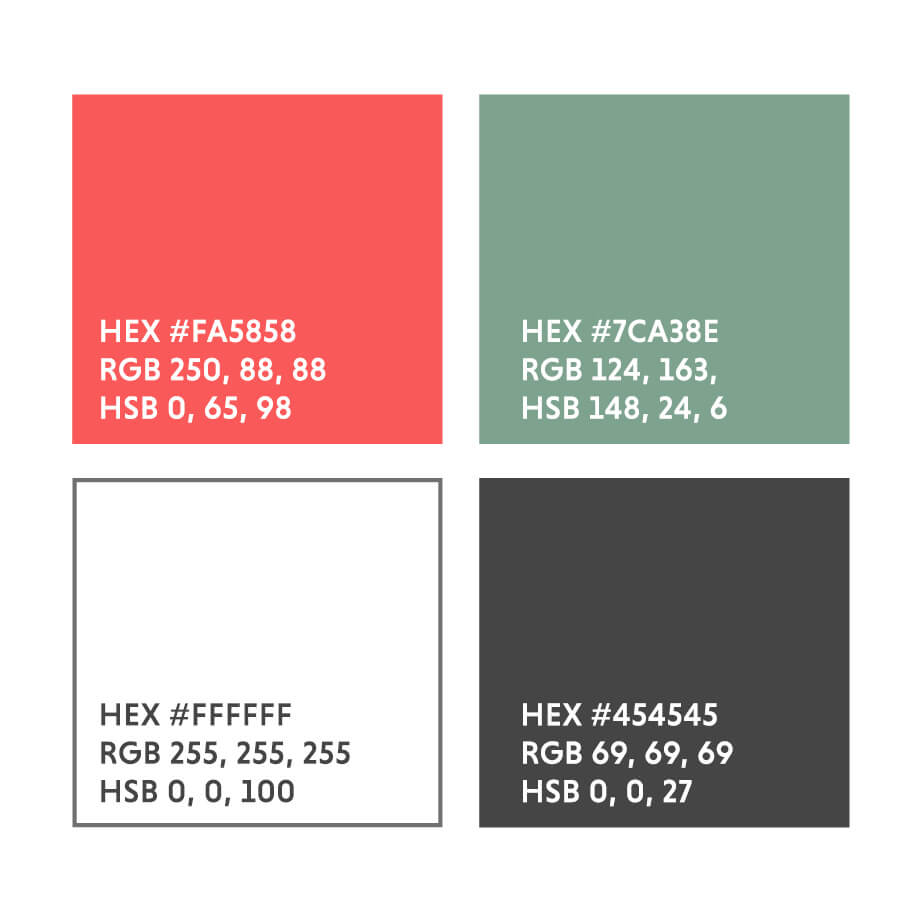 HEX #FA5858
RGB 250, 88, 88
HSB 0, 65, 98
HEX #7CA38E
RGB 124, 163,
HSB 148, 24, 6
HEX #FFFFFF
RGB 255, 255, 255
HSB 0, 0, 100
HEX #454545
RGB 69, 69, 69
HSB 0, 0, 27